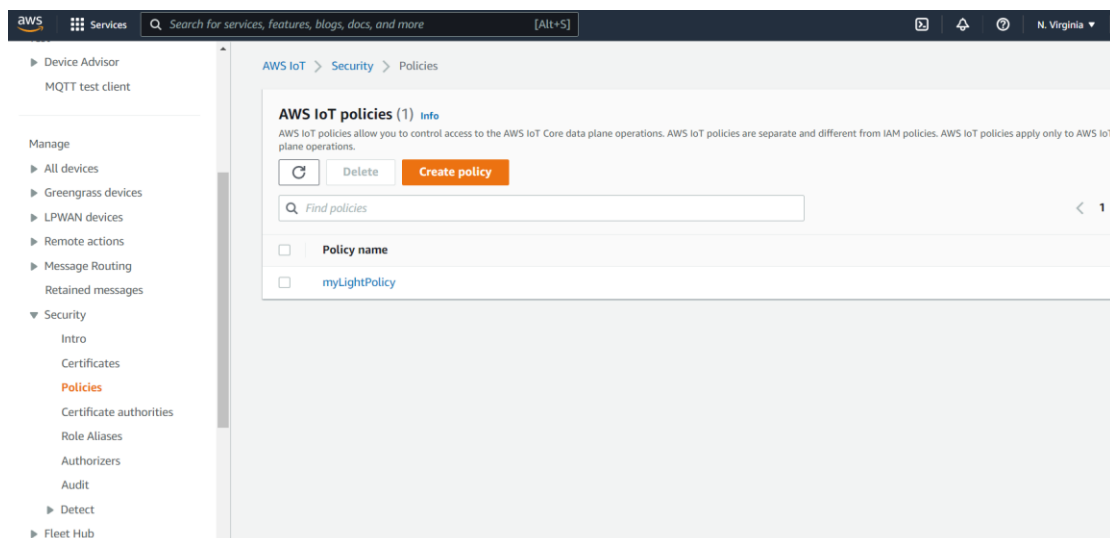 aws
Services
Search for services, features, blogs, docs, and more
[Alt+S]
N. Virginia
Device Advisor
MQTT test client
Manage
All devices
Greengrass devices
LPWAN devices
Remote actions
Message Routing
Retained messages
Security
Intro
Certificates
Policies
Certificate authorities
Role Aliases
Authorizers
Audit
Detect
Fleet Hub
AWS IoT > Security > Policies
AWS IoT policies (1) Info
AWS IoT policies allow you to control access to the AWS IoT Core data plane operations. AWS IoT policies are separate and different from IAM policies. AWS IoT policies apply only to AWS IoT
plane operations.
Delete
Create policy
Find policies
1
Policy name
myLightPolicy